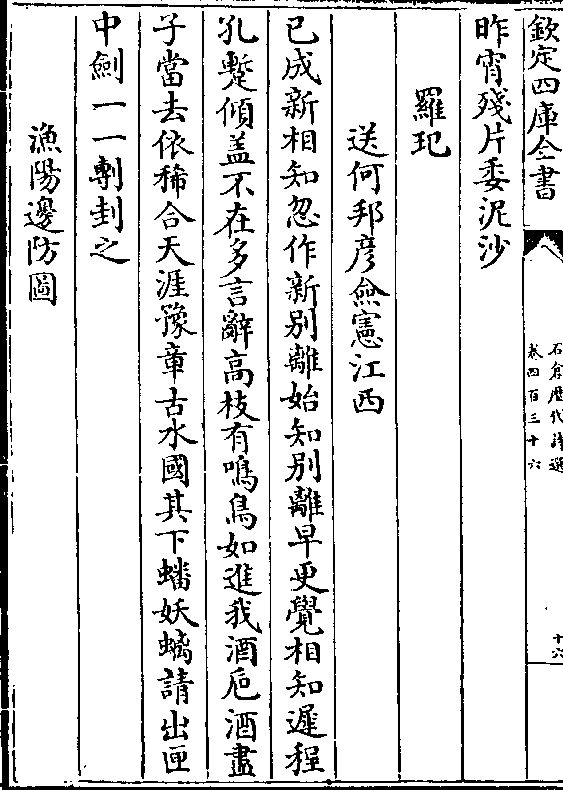 欽定四庫全書
石倉歷代詩選
卷四百三十六
十六
昨宵殘片委泥沙
羅玘
送何邦彦僉憲江西
已成新相知忽作新别離始知别離早更覺相知遲程
孔蹔傾盖不在多言辭高枝有鳴鳥如進我酒巵酒盡
子當去依稀合天涯豫章古水國其下蟠妖螭請出匣
中劍一一剸刲之
漁陽邊防圖